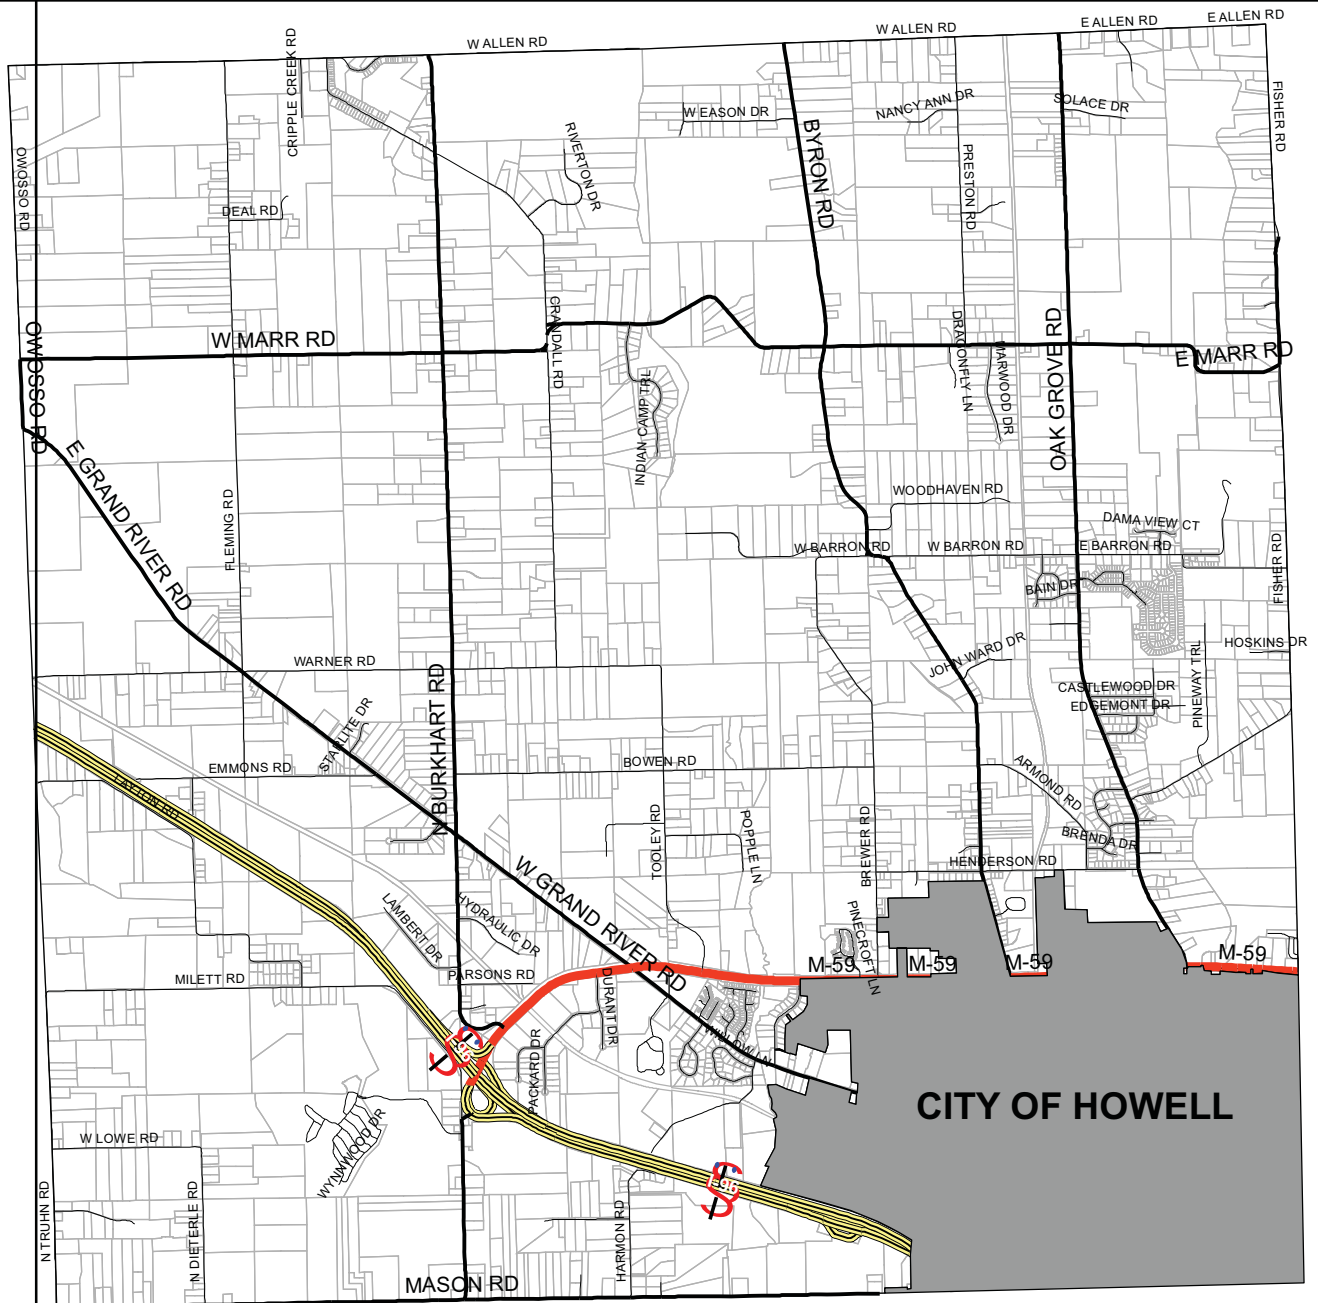 W ALLEN RD
W ALLEN RD
E ALLEN RD
E ALLEN RD
CRIPPLE CREEK RD
W EASON DR
NANCY ANN DR
SOLACE DR
FISHER RD
OWOSSO RD
RIVERTON DR
BYRON RD
PRESTON RD
DEAL RD
W MARR RD
OWOSSO RD
CRANDALL RD
DRAGONFLY LN
MARWOOD DR
OAK GROVE RD
E MARR RD
INDIAN CAMP TRL
E GRAND RIVER RD
FLEMING RD
WOODHAVEN RD
DAMA VIEW CT
W BARRON RD
W BARRON RD
E BARRON RD
FISHER RD
BAIN DR
WARNER RD
JOHN WARD DR
HOSKINS DR
PINEWAY TRL
CASTLEWOOD DR
EDGEMONT DR
STARLITE DR
N BURKHART RD
EMMONS RD
BOWEN RD
LAYTON RD
ARMOND RD
TOOLEY RD
POPPLE LN
BREWER RD
BRENDA DR
HENDERSON RD
W GRAND RIVER RD
LAMBERT DR
HYDRAULIC DR
PINECROFT LN
MILETT RD
PARSONS RD
M-59
M-59
M-59
M-59
DURANT DR
WILLOW LN
PACKARD DR
I-96
CITY OF HOWELL
W LOWE RD
WYNNWOOD DR
I-96
N TRUHN RD
N DIETERLE RD
HARMON RD
MASON RD